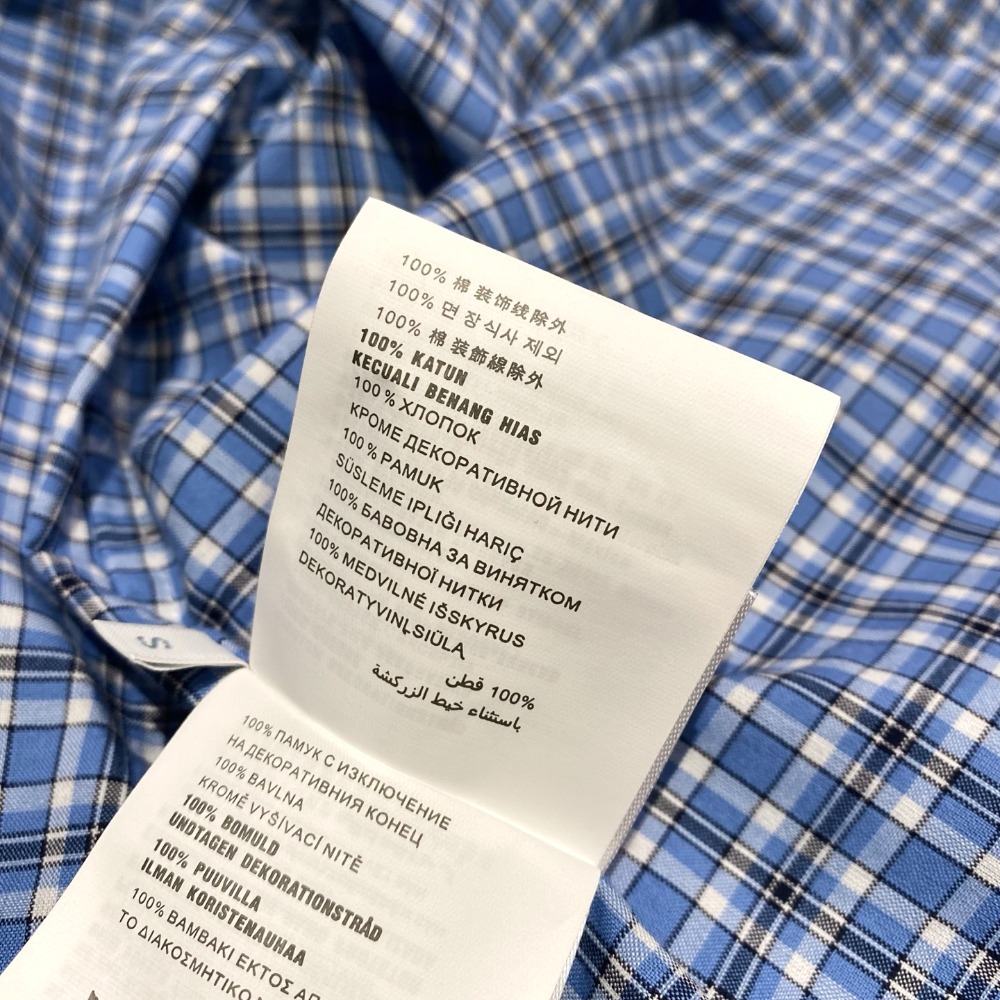 100% 棉 装饰线除外
100% 면 장식사 제외
100% 棉 裝飾線除外
100% KATUN
KECUALI BENANG HIAS
100% ХЛОПОК
КРОМЕ ДЕКОРАТИВНОЙ НИТИ
100% PAMUK
SÜSLEME IPLIĞI HARIÇ
100% БАВОВНА ЗА ВИНЯТКОМ
ДЕКОРАТИВНОЇ НИТКИ
100% MEDVILNĖ IŠSKYRUS
DEKORATYVINĮ SIŪLĄ
100% قطن
باستثناء خيط الزركشة
S
100% ПАМУК С ИЗКЛЮЧЕНИЕ
НА ДЕКОРАТИВНИЯ КОНЕЦ
100% BAVLNA
KROMĚ VYŠÍVACÍ NITĚ
100% BOMULD
UNDTAGEN DEKORATIONSTRÅD
100% PUUVILLA
ILMAN KORISTENAUHAA
100% ΒΑΜΒΑΚΙ ΕΚΤΟΣ ΑΠ
ΤΟ ΔΙΑΚΟΣΜΗΤΙΚΟ